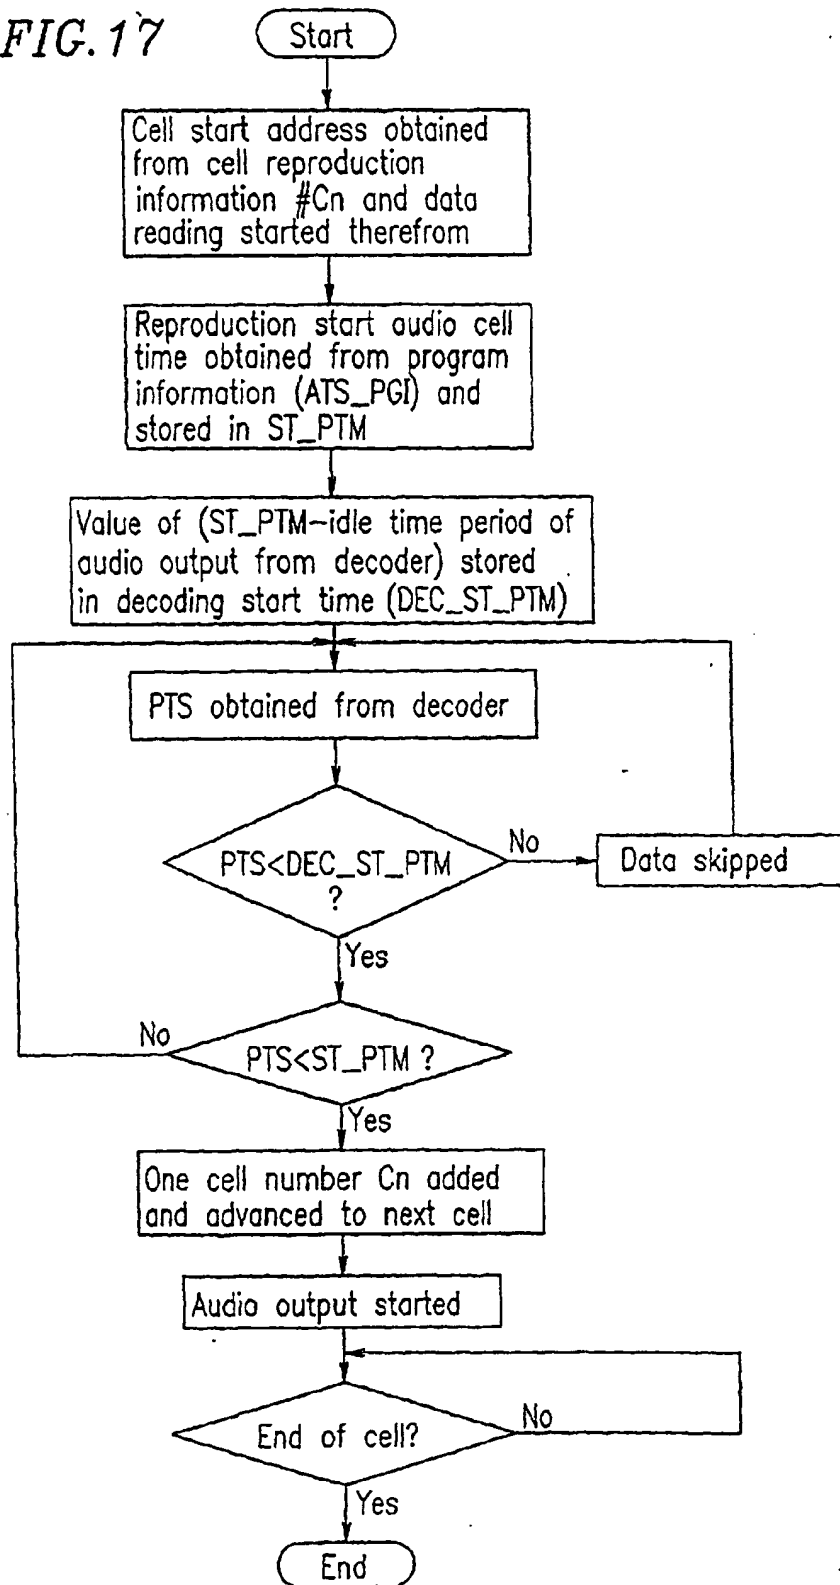 FIG.17
Start
Cell start address obtained
from cell reproduction
information #Cn and data
reading started therefrom
Reproduction start audio cell
time obtained from program
information (ATS_PGI) and
stored in ST_PTM
Value of (ST_PTM-idle time period of
audio output from decoder) stored
in decoding start time (DEC_ST_PTM)
PTS obtained from decoder
PTS<DEC_ST_PTM
?
No
Data skipped
Yes
PTS<ST_PTM ?
No
Yes
One cell number Cn added
and advanced to next cell
Audio output started
End of cell?
No
Yes
End